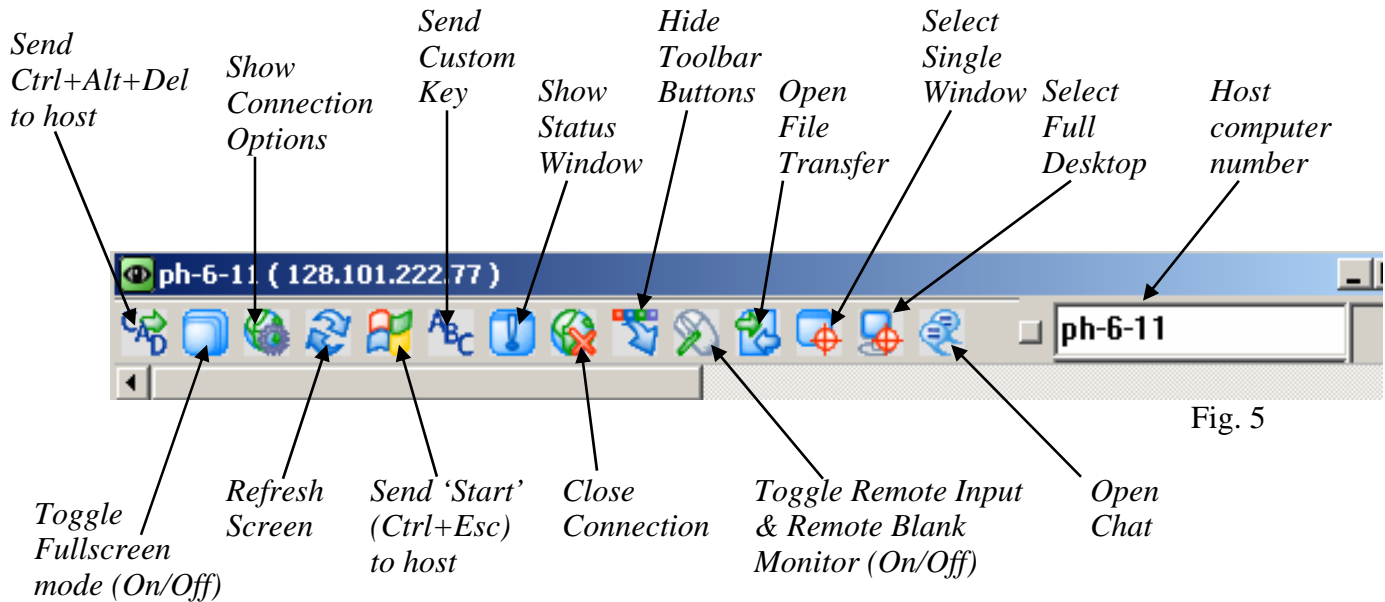 Send
Ctrl+Alt+Del
to host
Show
Connection
Options
Send
Custom
Key
Show
Status
Window
Hide
Toolbar
Buttons
Open
File
Transfer
Select
Single
Window
Select
Full
Desktop
Host
computer
number
ph-6-11 ( 128.101.222.77 )
CAD
ABC
ph-6-11
Fig. 5
Toggle
Fullscreen
mode (On/Off)
Refresh
Screen
Send ‘Start’
(Ctrl+Esc)
to host
Close
Connection
Toggle Remote Input
& Remote Blank
Monitor (On/Off)
Open
Chat